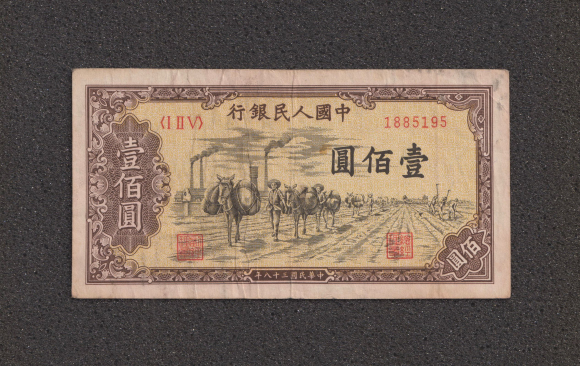 行銀民人國中
〈I II V〉
1885195
圓佰壹
壹佰圓
佰圓
年八十三國民華中